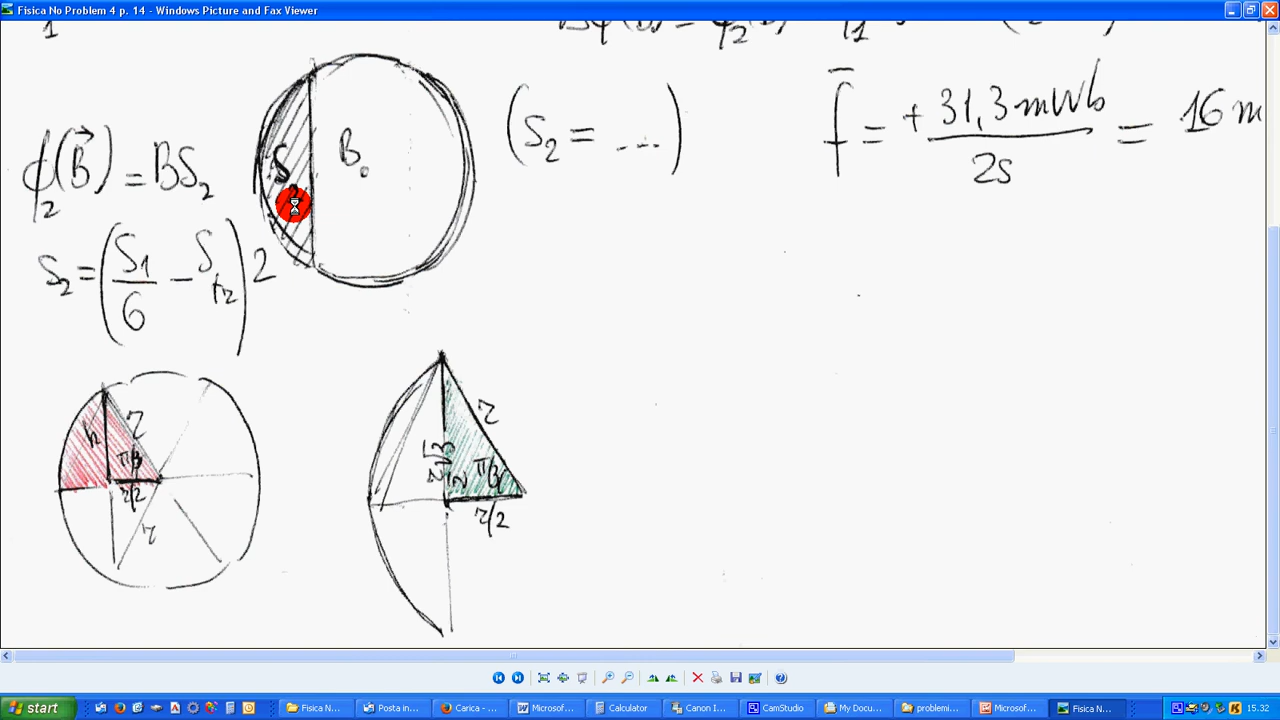 Fisica No Problem 4 p. 14 - Windows Picture and Fax Viewer
1
f̄ = +31,3 mWb / 2s = 16 m
(S2 = ....)
ϕ2(B⃗) = BS2
S
B
S2 = (S1/6 - St2) 2
h
r
π/3
r/2
r
r
r√3/2
π/3
r/2
start
Fisica N...
Posta in...
Carica - ...
Microsof...
Calculator
Canon I...
CamStudio
My Docu...
problemi...
Microsof...
Fisica N...
15.32